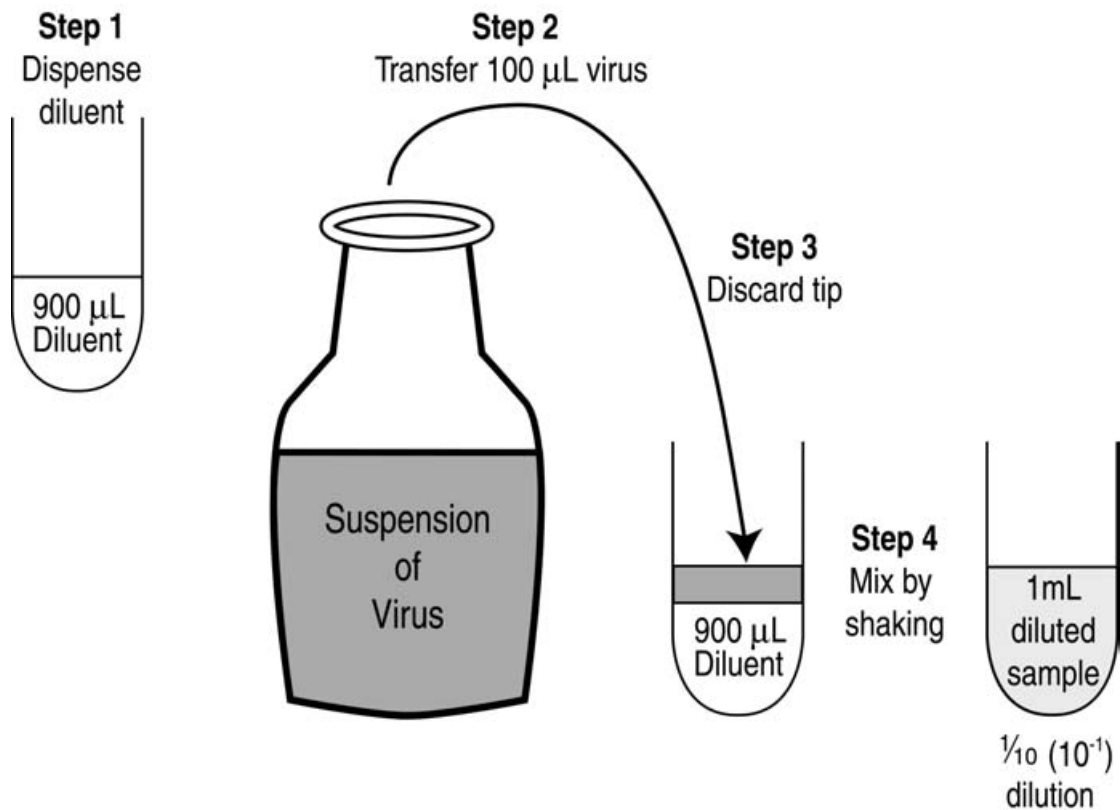 Step 1
Dispense
diluent
900 μL
Diluent
Step 2
Transfer 100 μL virus
Suspension
of
Virus
Step 3
Discard tip
900 μL
Diluent
Step 4
Mix by
shaking
1mL
diluted
sample
⅒ (10⁻¹)
dilution